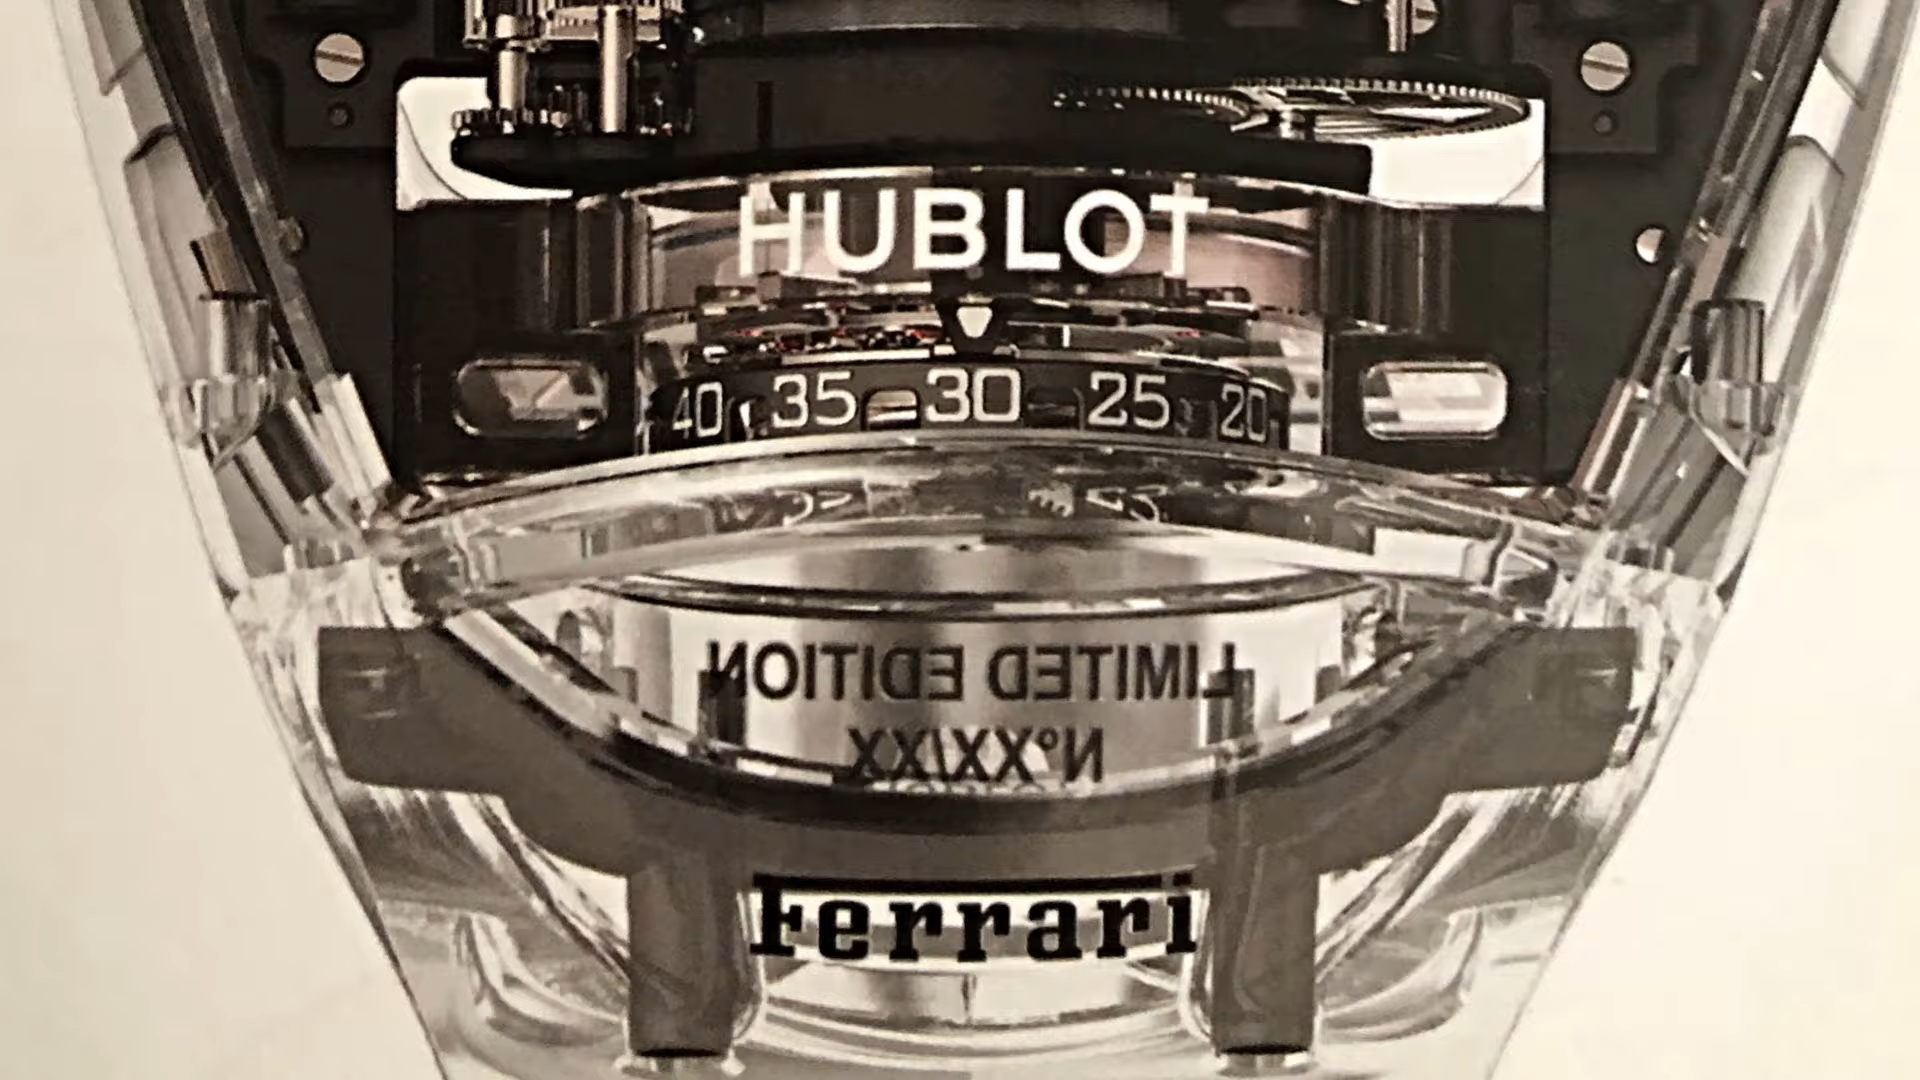 HUBLOT
40 35 30 25 20
LIMITED EDITION
N°XX/XX
Ferrari